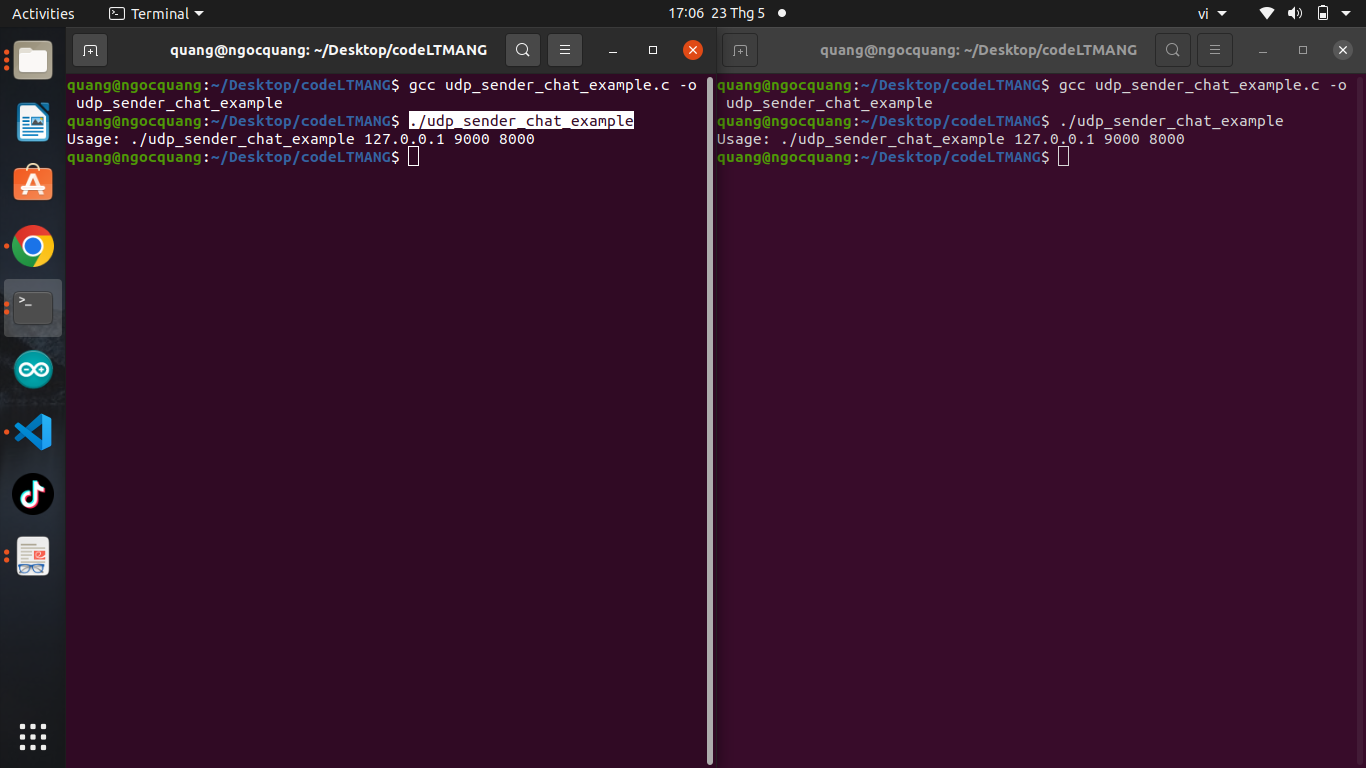 Activities
Terminal
17:06 23 Thg 5
vi
quang@ngocquang: ~/Desktop/codeLTMANG
quang@ngocquang:~/Desktop/codeLTMANG$ gcc udp_sender_chat_example.c -o
udp_sender_chat_example
quang@ngocquang:~/Desktop/codeLTMANG$ ./udp_sender_chat_example
Usage: ./udp_sender_chat_example 127.0.0.1 9000 8000
quang@ngocquang:~/Desktop/codeLTMANG$
quang@ngocquang: ~/Desktop/codeLTMANG
quang@ngocquang:~/Desktop/codeLTMANG$ gcc udp_sender_chat_example.c -o
udp_sender_chat_example
quang@ngocquang:~/Desktop/codeLTMANG$ ./udp_sender_chat_example
Usage: ./udp_sender_chat_example 127.0.0.1 9000 8000
quang@ngocquang:~/Desktop/codeLTMANG$